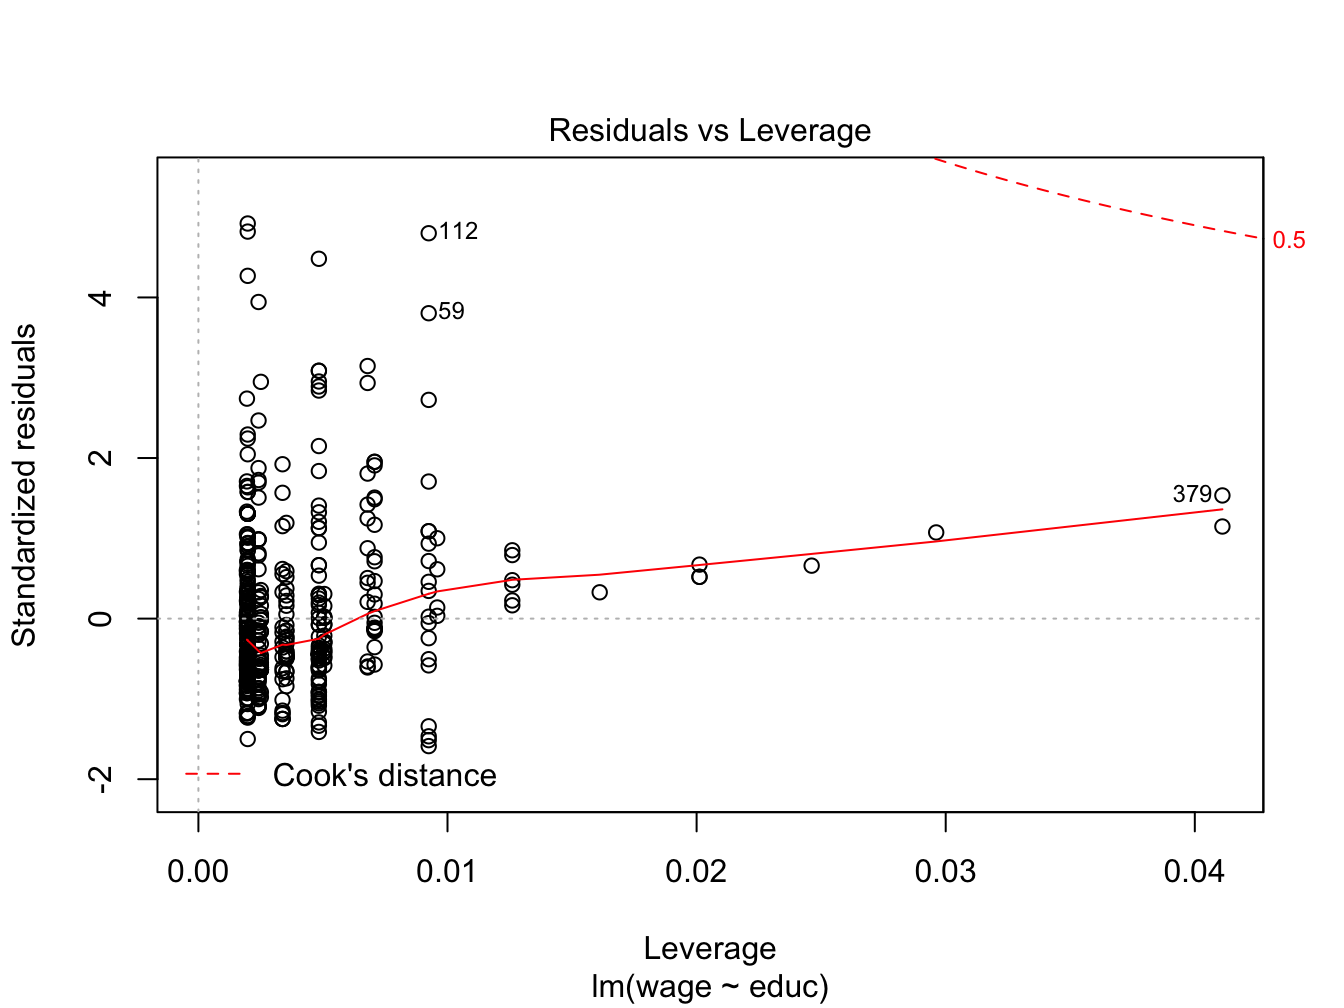 Residuals vs Leverage
Standardized residuals
4
2
0
-2
112
59
379
0.5
Cook's distance
0.00
0.01
0.02
0.03
0.04
Leverage
lm(wage ~ educ)